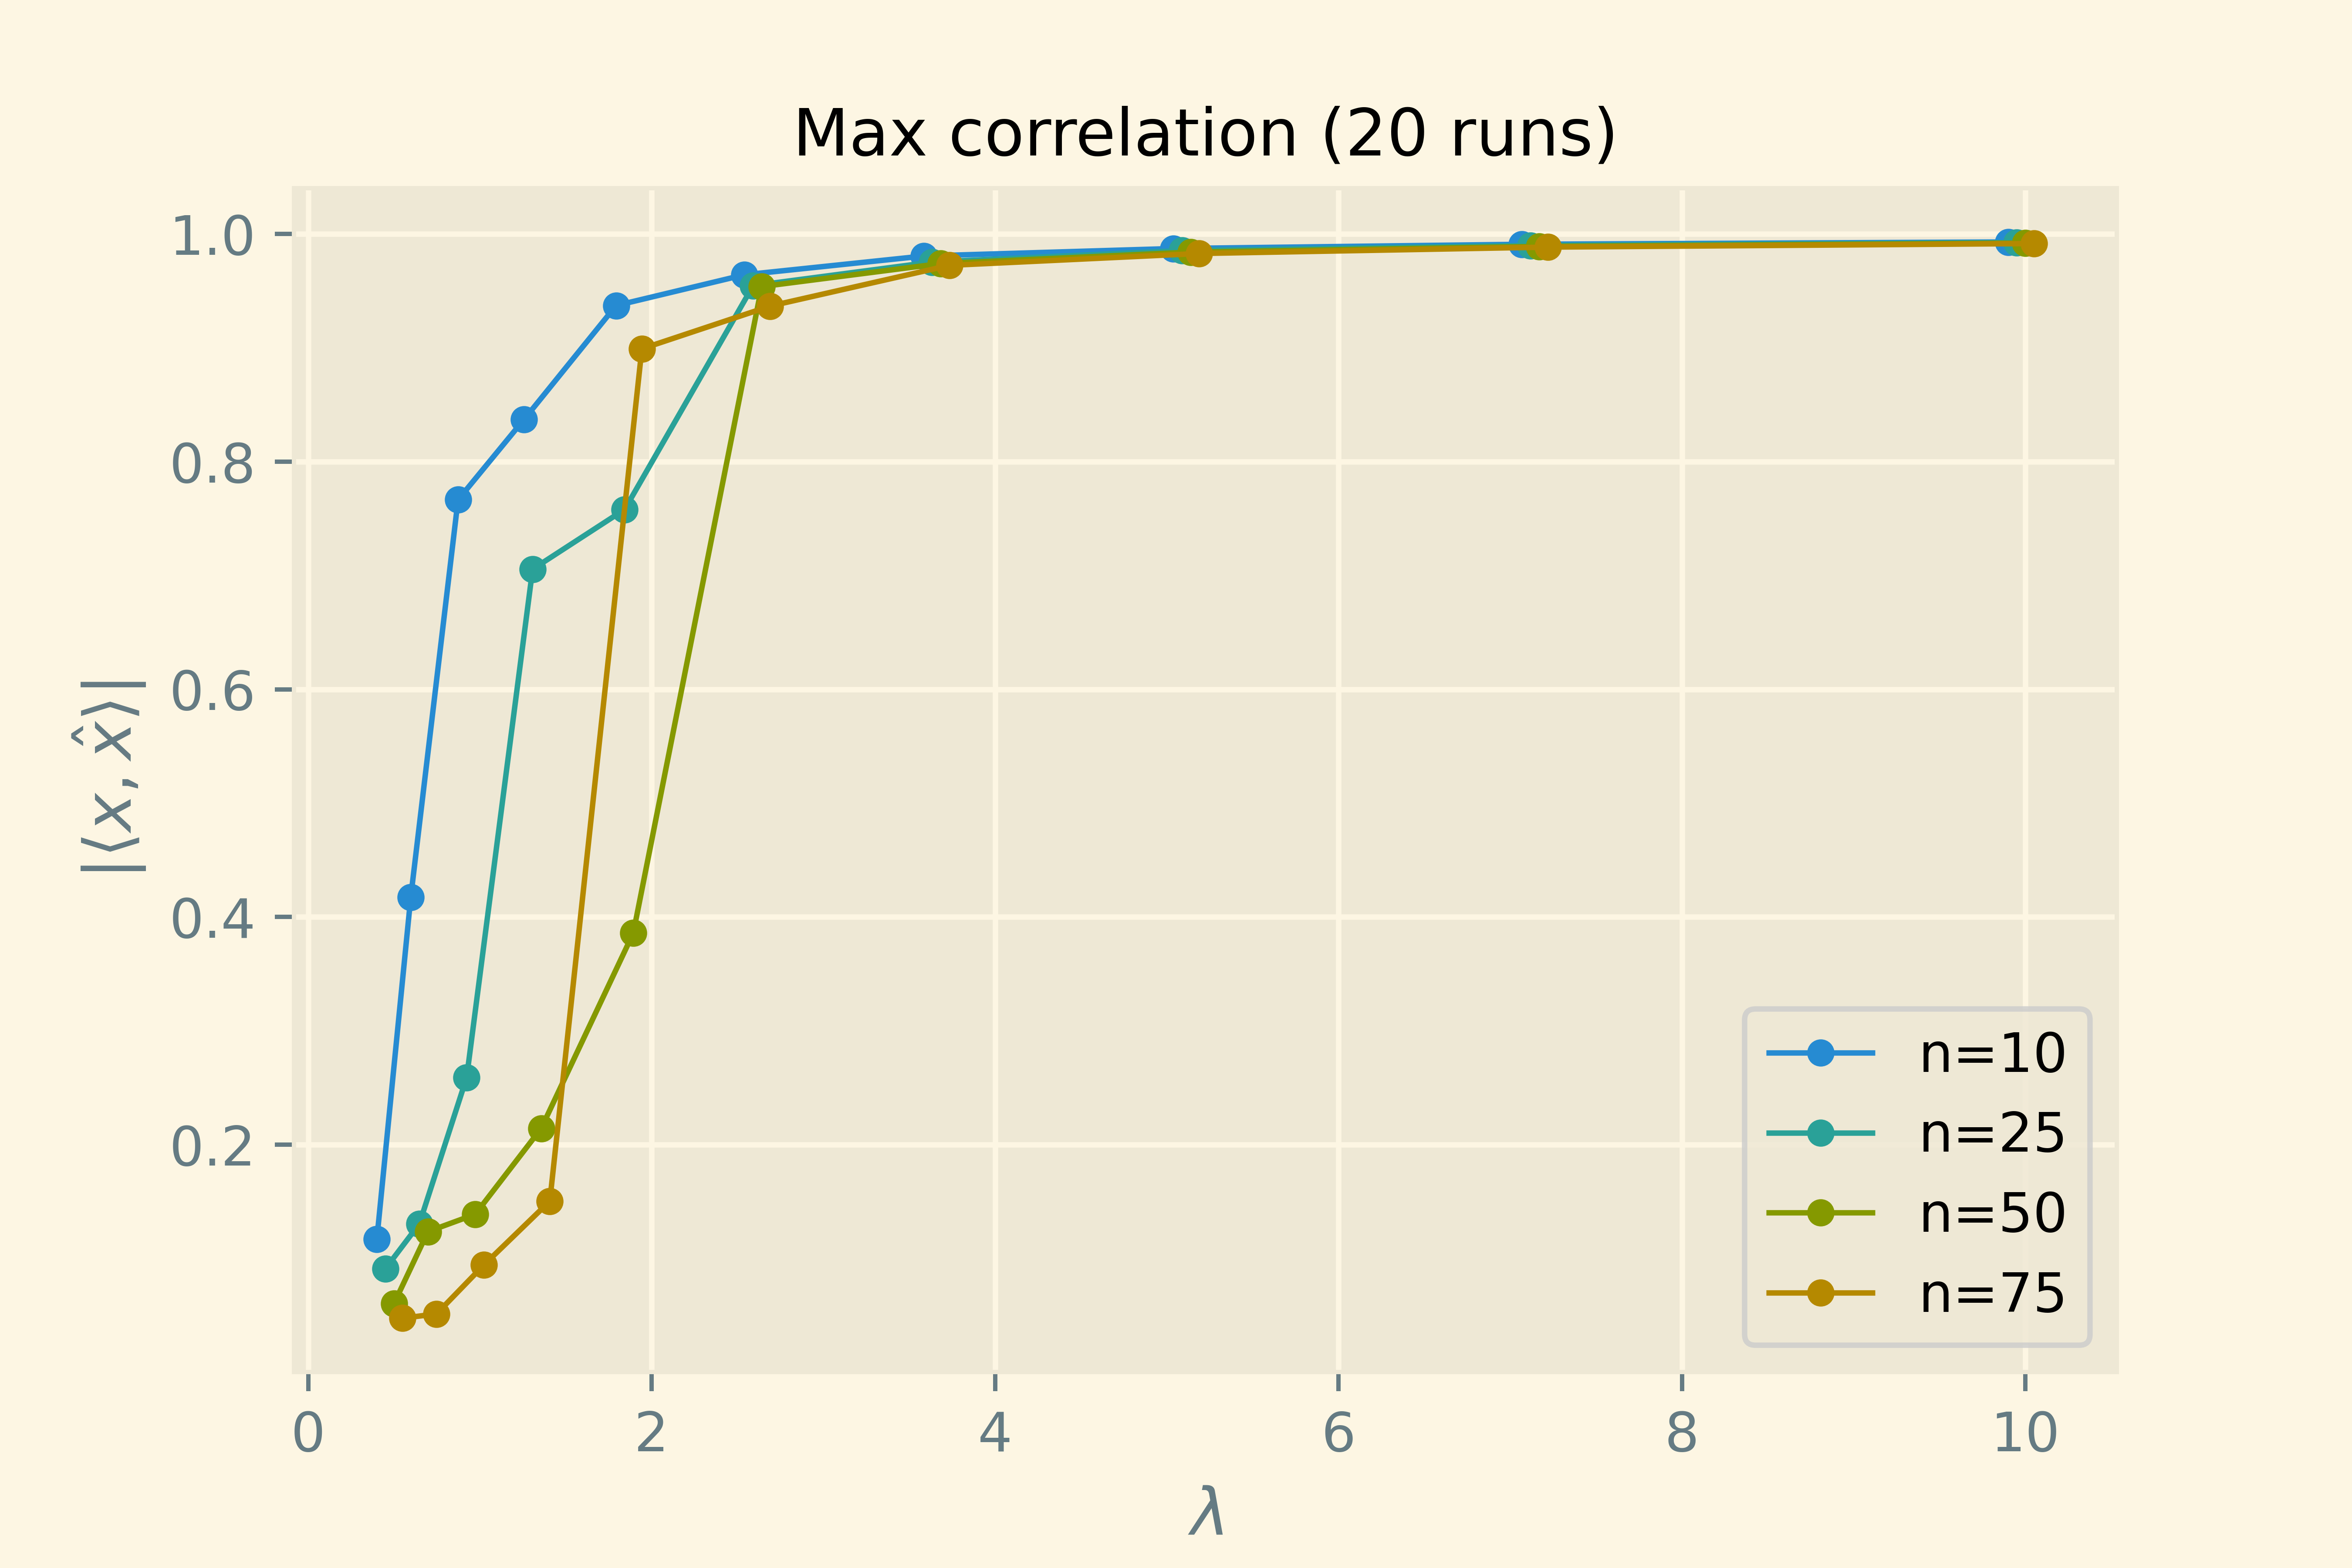 Max correlation (20 runs)
|⟨x, x̂⟩|
1.0
0.8
0.6
0.4
0.2
0 2 4 6 8 10
λ
n=10
n=25
n=50
n=75